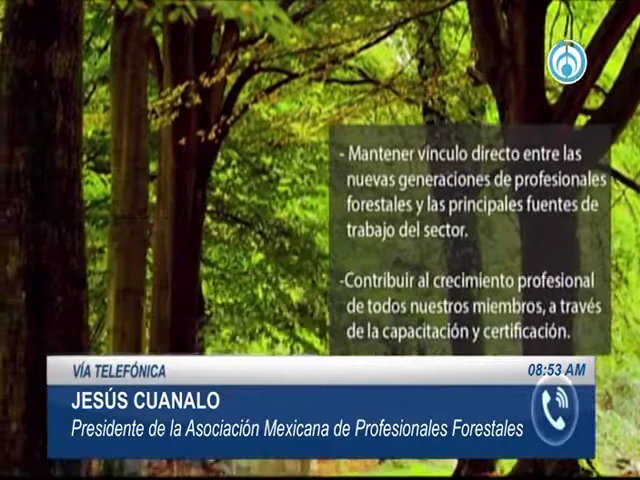 - Mantener vínculo directo entre las
nuevas generaciones de profesionales
forestales y las principales fuentes de
trabajo del sector.
-Contribuir al crecimiento profesional
de todos nuestros miembros, a través
de la capacitación y certificación.
VÍA TELEFÓNICA
08:53 AM
JESÚS CUANALO
Presidente de la Asociación Mexicana de Profesionales Forestales